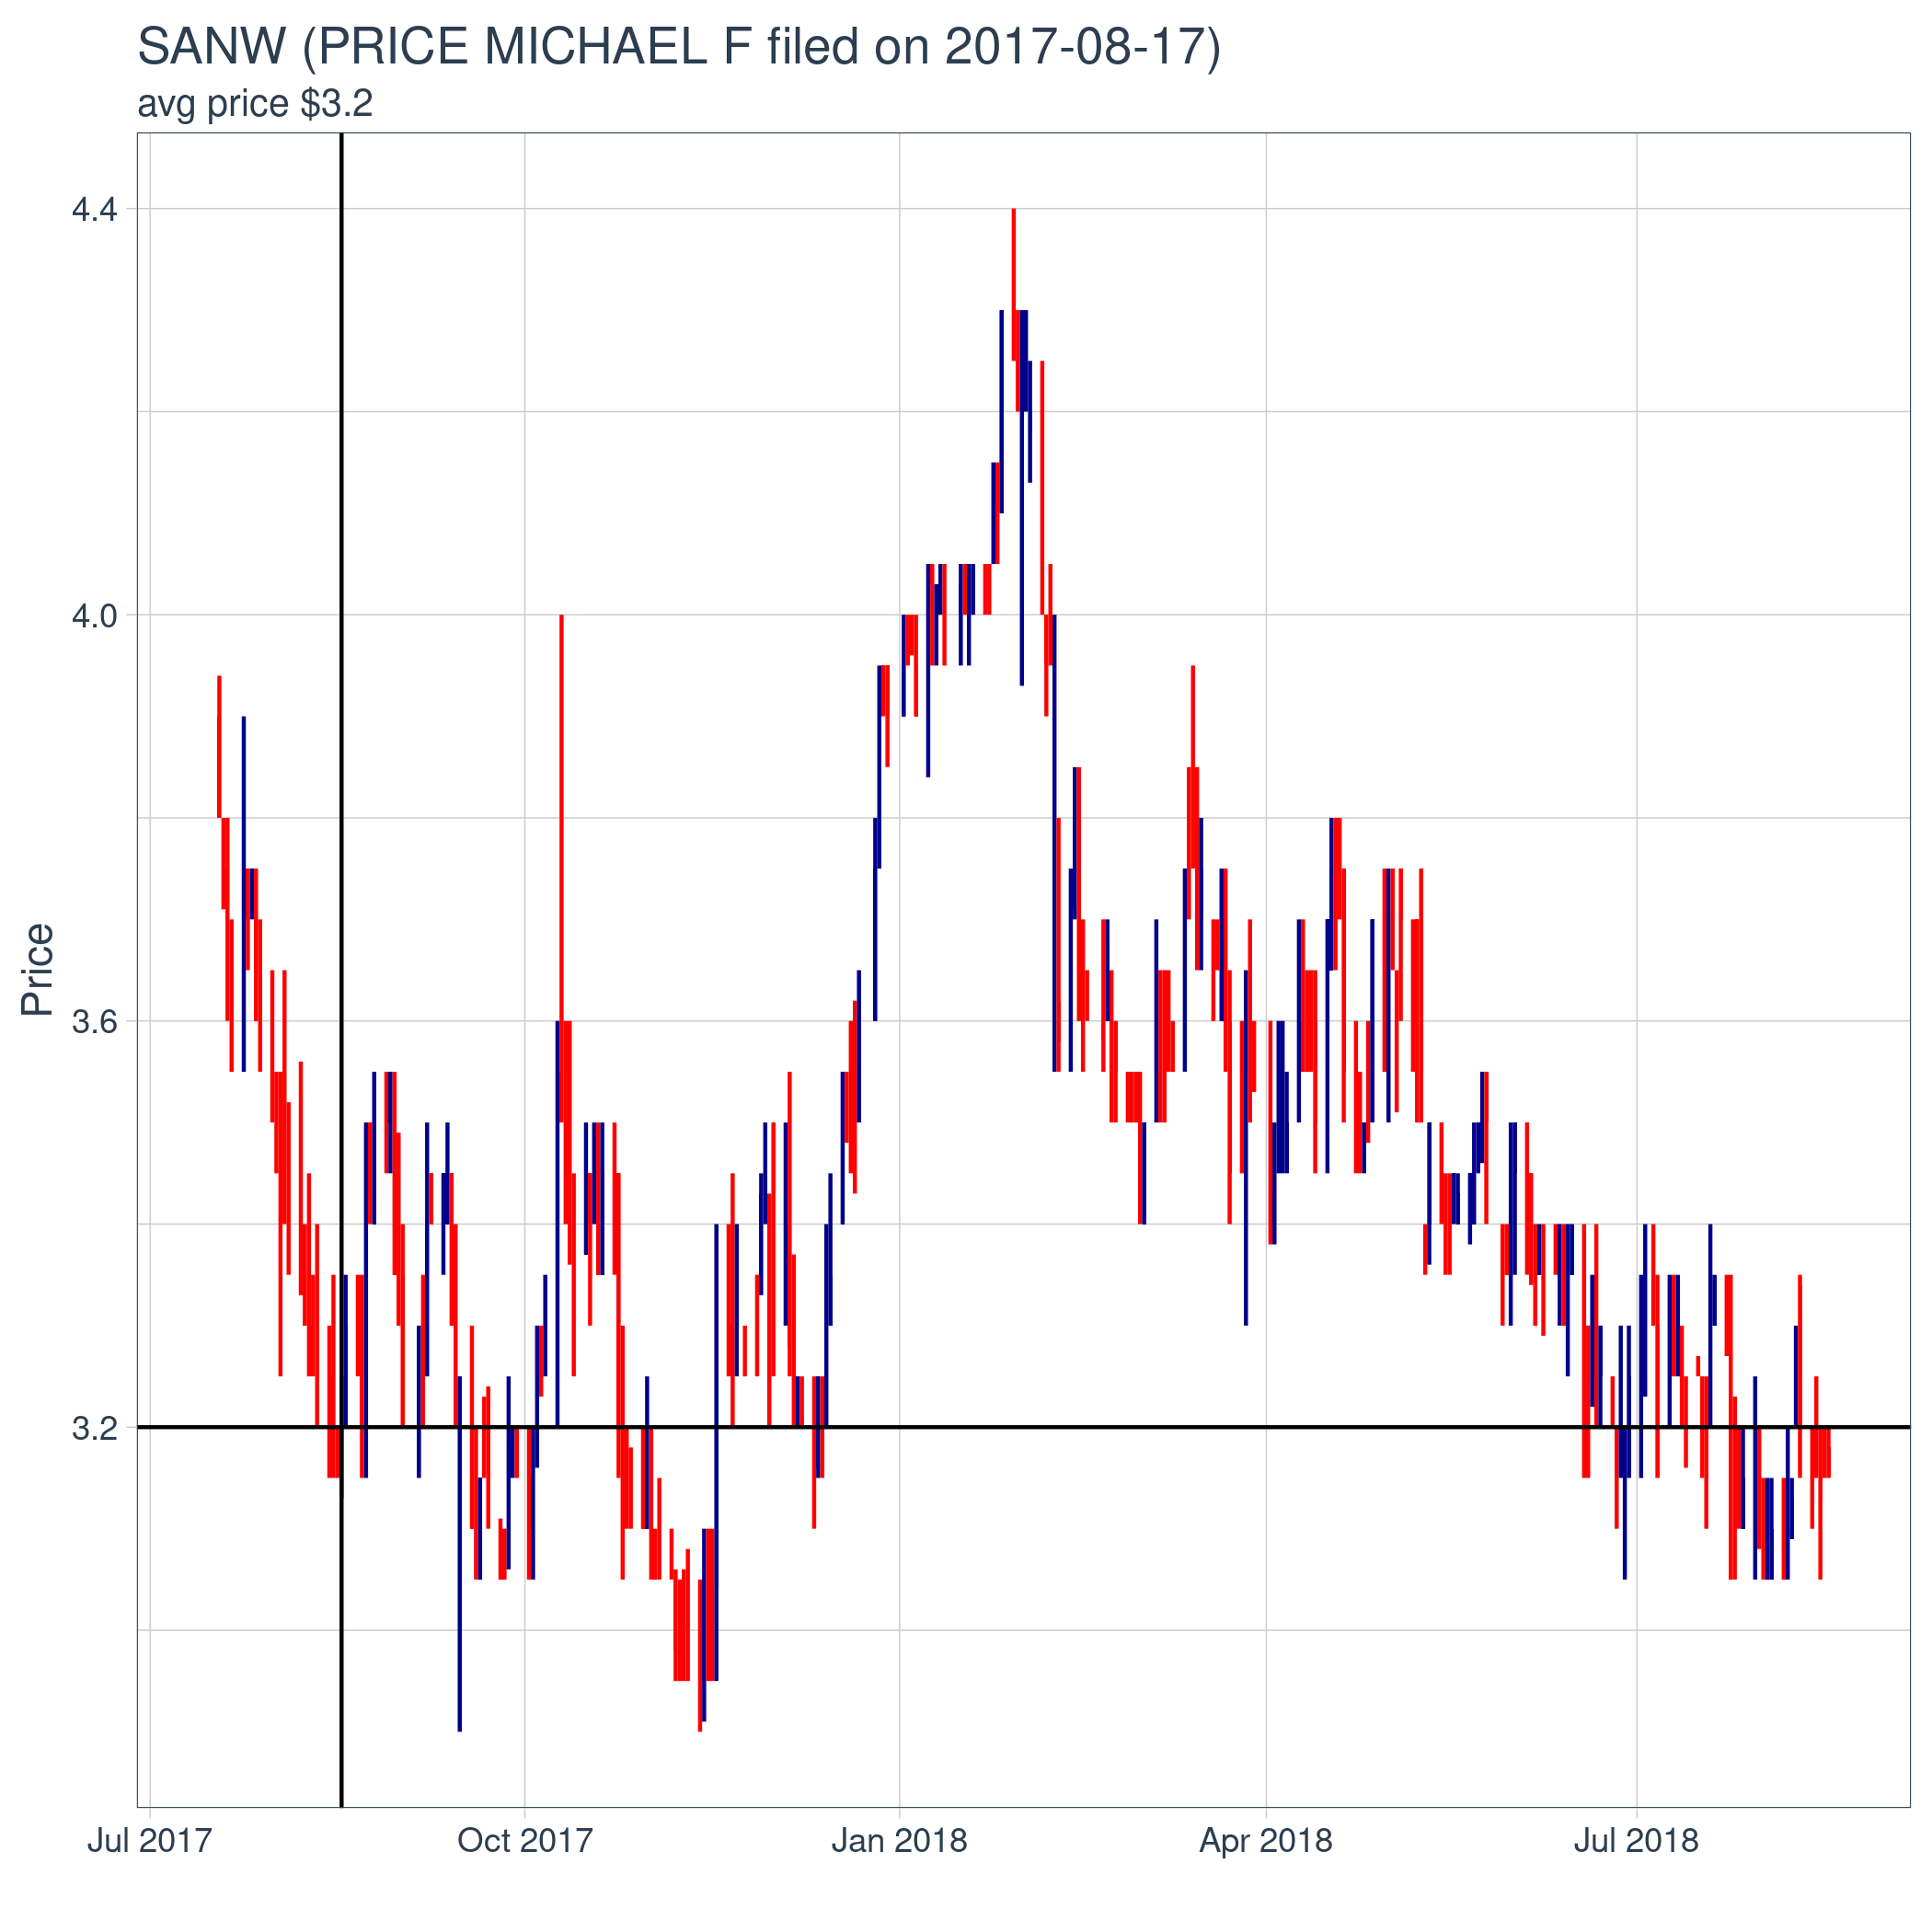 SANW (PRICE MICHAEL F filed on 2017-08-17)
avg price $3.2
4.4
4.0
3.6
3.2
Price
Jul 2017
Oct 2017
Jan 2018
Apr 2018
Jul 2018